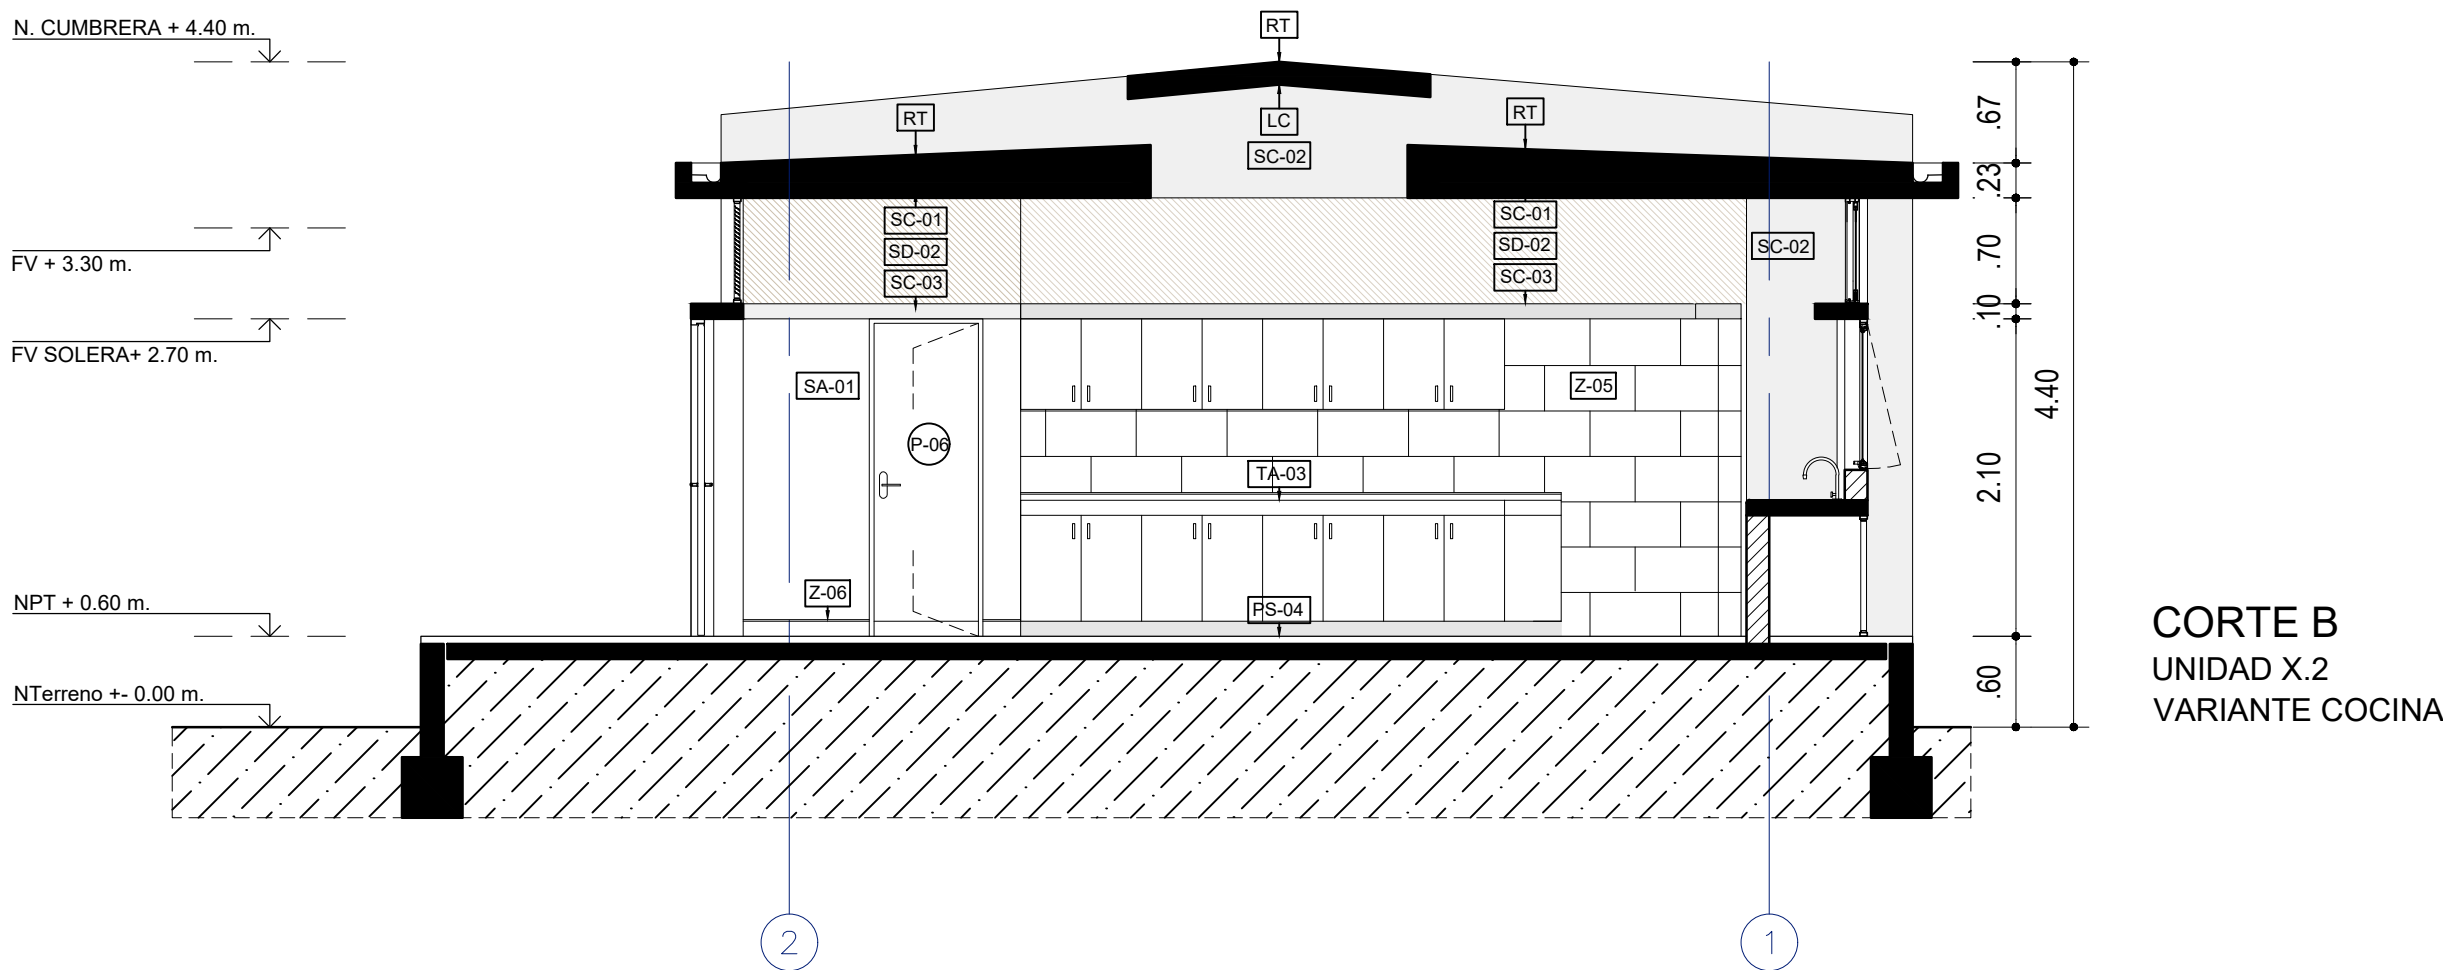 N. CUMBRERA + 4.40 m.
RT
RT
LC
RT
SC-02
.67
.23
SC-01
SC-01
SD-02
SD-02
SC-02
SC-03
SC-03
.70
FV + 3.30 m.
.10
FV SOLERA+ 2.70 m.
SA-01
Z-05
4.40
P-06
TA-03
2.10
Z-06
PS-04
NPT + 0.60 m.
.60
NTerreno +- 0.00 m.
CORTE B
UNIDAD X.2
VARIANTE COCINA
2
1